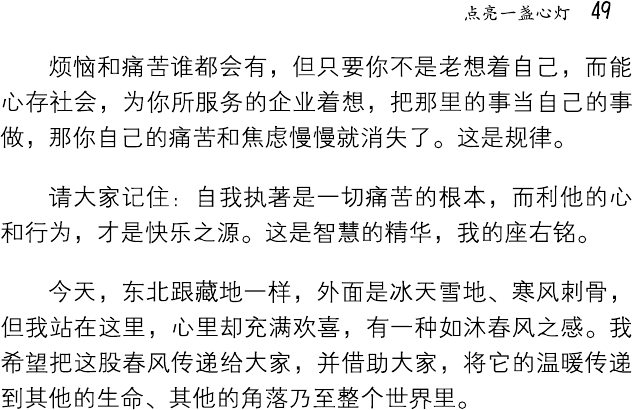 点亮一盏心灯 49
烦恼和痛苦谁都会有，但只要你不是老想着自己，而能
心存社会，为你所服务的企业着想，把那里的事当自己的事
做，那你自己的痛苦和焦虑慢慢就消失了。这是规律。
请大家记住：自我执著是一切痛苦的根本，而利他的心
和行为，才是快乐之源。这是智慧的精华，我的座右铭。
今天，东北跟藏地一样，外面是冰天雪地、寒风刺骨，
但我站在这里，心里却充满欢喜，有一种如沐春风之感。我
希望把这股春风传递给大家，并借助大家，将它的温暖传递
到其他的生命、其他的角落乃至整个世界里。